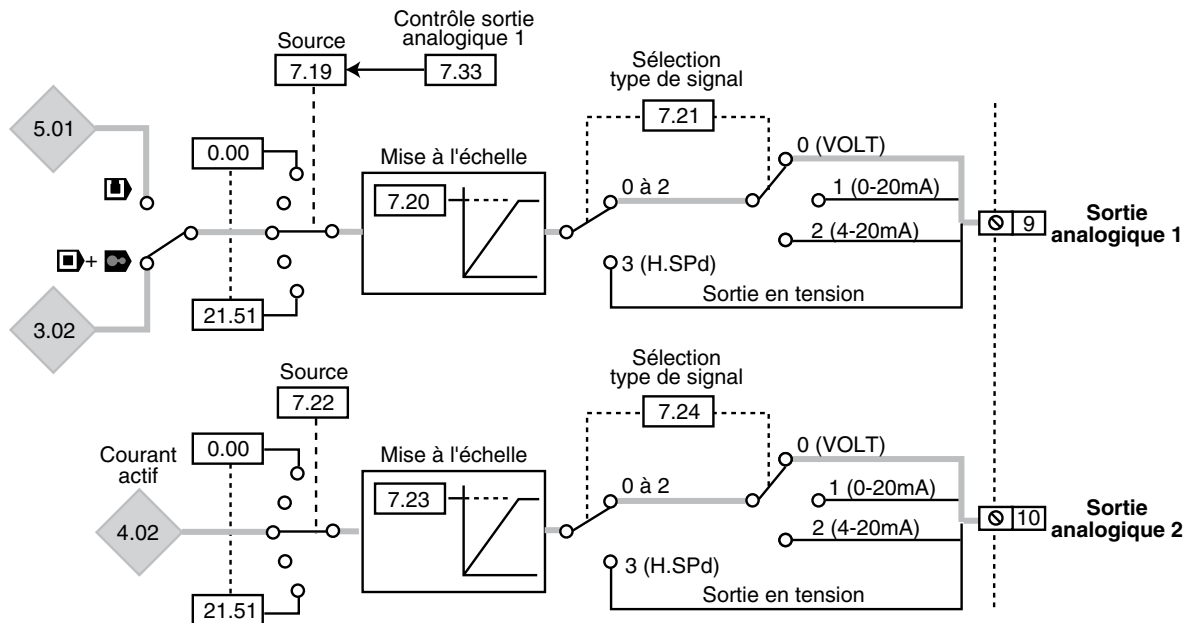 Contrôle sortie
analogique 1
Source
7.19
7.33
Sélection
type de signal
7.21
5.01
0.00
Mise à l'échelle
7.20
0 (VOLT)
0 à 2
1 (0-20mA)
2 (4-20mA)
9
Sortie
analogique 1
+
3 (H.SPd)
Sortie en tension
3.02
21.51
Source
7.22
Sélection
type de signal
7.24
Courant
actif
0.00
Mise à l'échelle
7.23
0 (VOLT)
0 à 2
1 (0-20mA)
2 (4-20mA)
10
Sortie
analogique 2
4.02
3 (H.SPd)
Sortie en tension
21.51